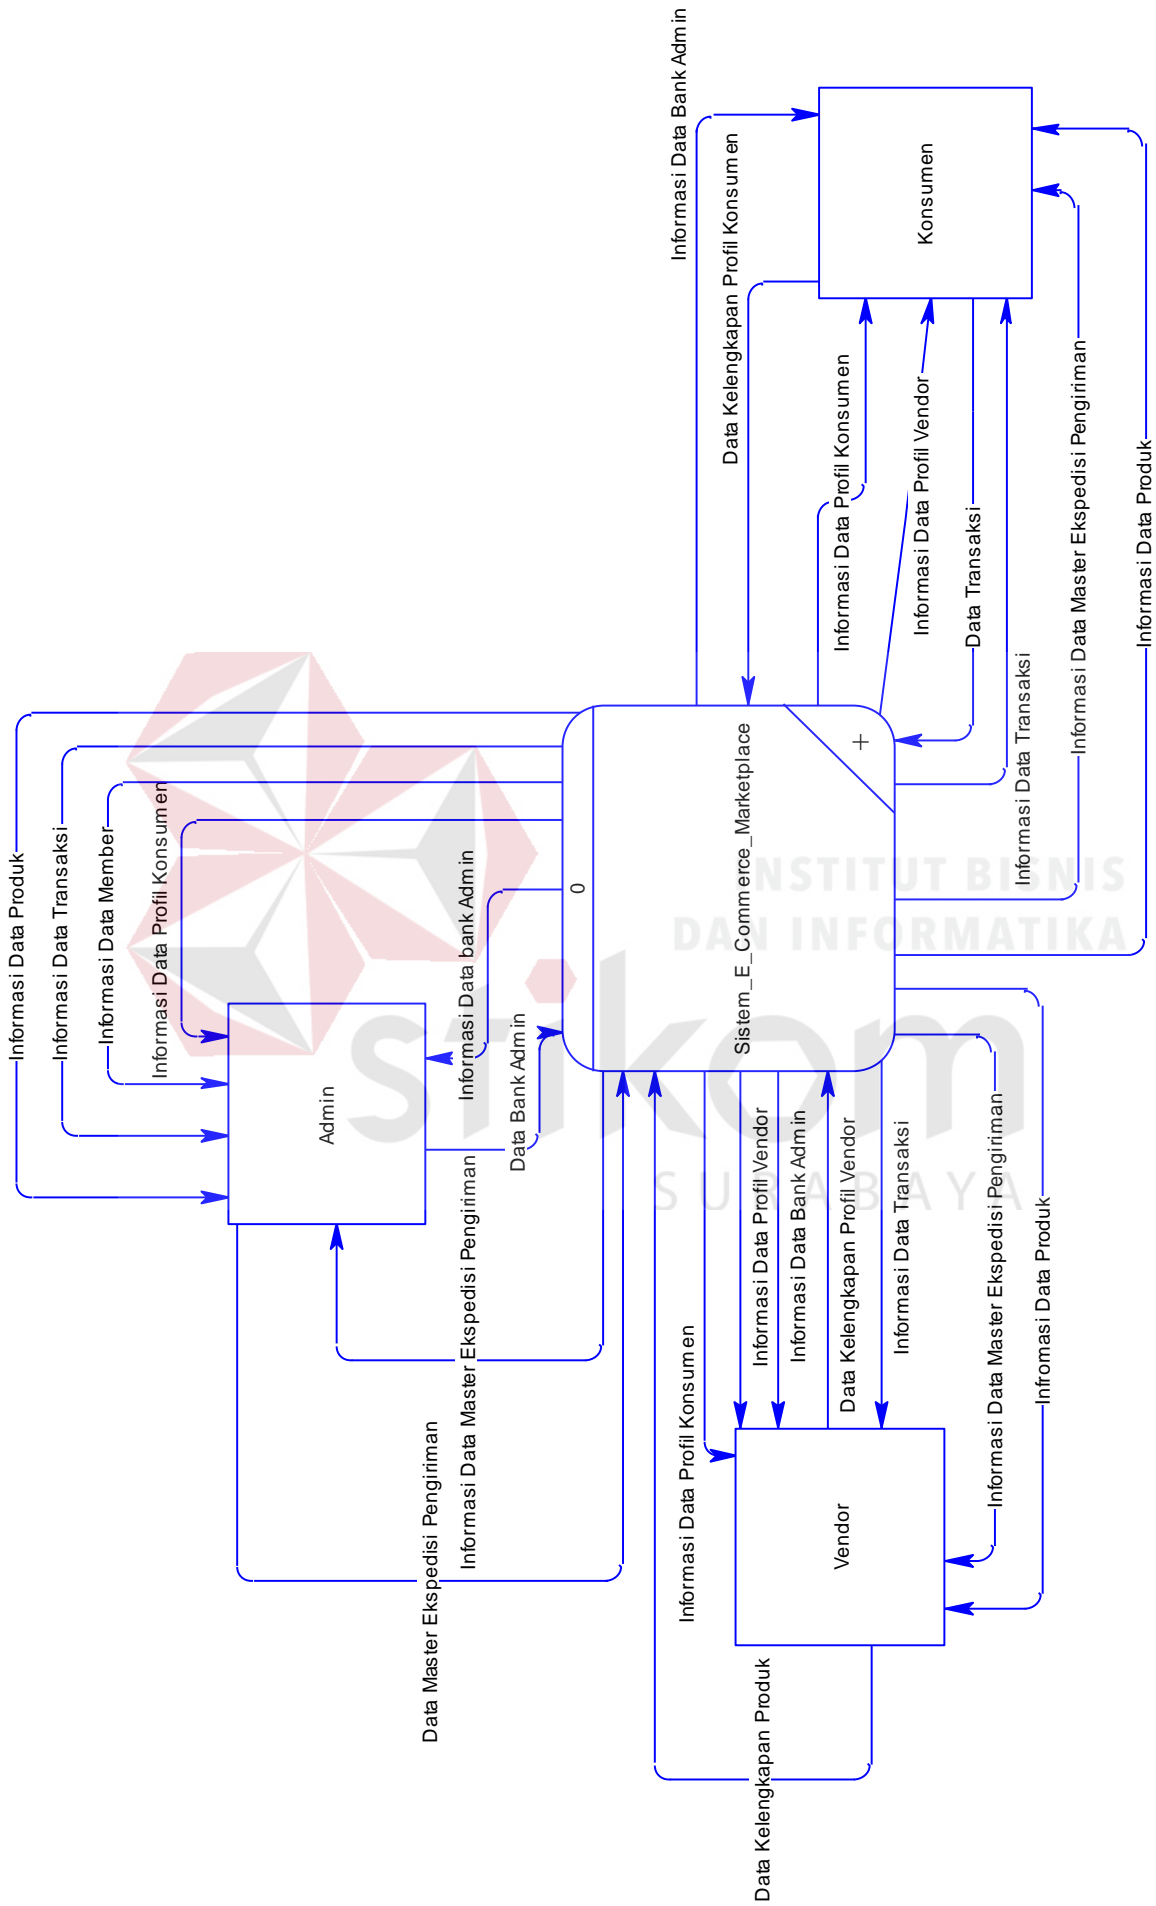 Informasi Data Produk
Informasi Data Transaksi
Informasi Data Member
Informasi Data Profil Konsumen
Admin
Data Master Ekspedisi Pengiriman
Informasi Data Master Ekspedisi Pengiriman
Informasi Data bank Admin
Data Bank Admin
0
Sistem_E_Commerce_Marketplace
+
Informasi Data Bank Admin
Data Kelengkapan Profil Konsumen
Informasi Data Profil Konsumen
Informasi Data Profil Vendor
Data Transaksi
Informasi Data Transaksi
Informasi Data Master Ekspedisi Pengiriman
Informasi Data Produk
Konsumen
Informasi Data Profil Konsumen
Informasi Data Profil Vendor
Informasi Data Bank Admin
Data Kelengkapan Profil Vendor
Informasi Data Transaksi
Informasi Data Master Ekspedisi Pengiriman
Infromasi Data Produk
Vendor
Data Kelengkapan Produk
INSTITUT BISNIS
DAN INFORMATIKA
stikom
SURABAYA